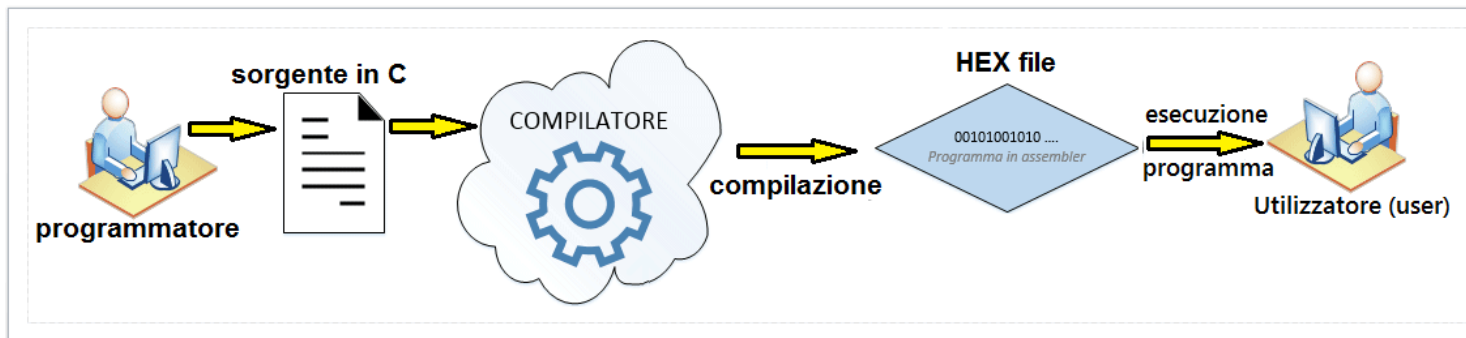 programmatore
sorgente in C
COMPILATORE
compilazione
HEX file
00101001010 ....
Programma in assembler
esecuzione
programma
Utilizzatore (user)